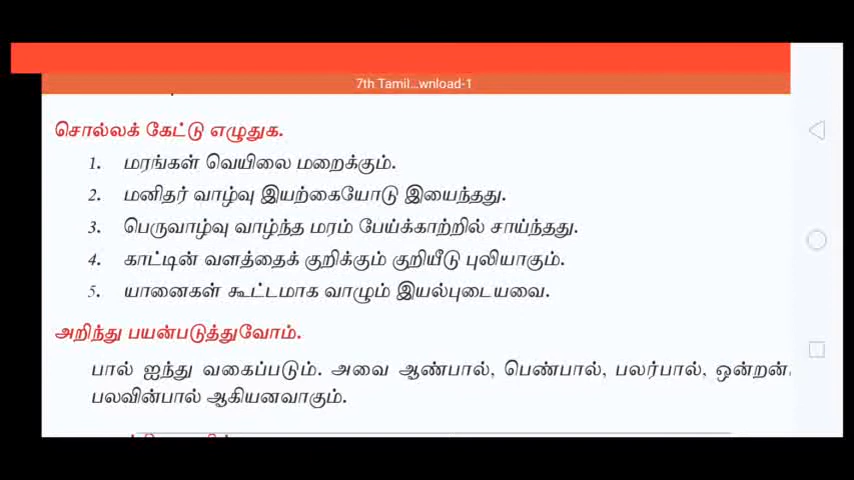 7th Tamil...wnload-1
சொல்லக் கேட்டு எழுதுக.
1. மரங்கள் வெயிலை மறைக்கும்.
2. மனிதர் வாழ்வு இயற்கையோடு இயைந்தது.
3. பெருவாழ்வு வாழ்ந்த மரம் பேய்க்காற்றில் சாய்ந்தது.
4. காட்டின் வளத்தைக் குறிக்கும் குறியீடு புலியாகும்.
5. யானைகள் கூட்டமாக வாழும் இயல்புடையவை.
அறிந்து பயன்படுத்துவோம்.
பால் ஐந்து வகைப்படும். அவை ஆண்பால், பெண்பால், பலர்பால், ஒன்றன்
பலவின்பால் ஆகியனவாகும்.